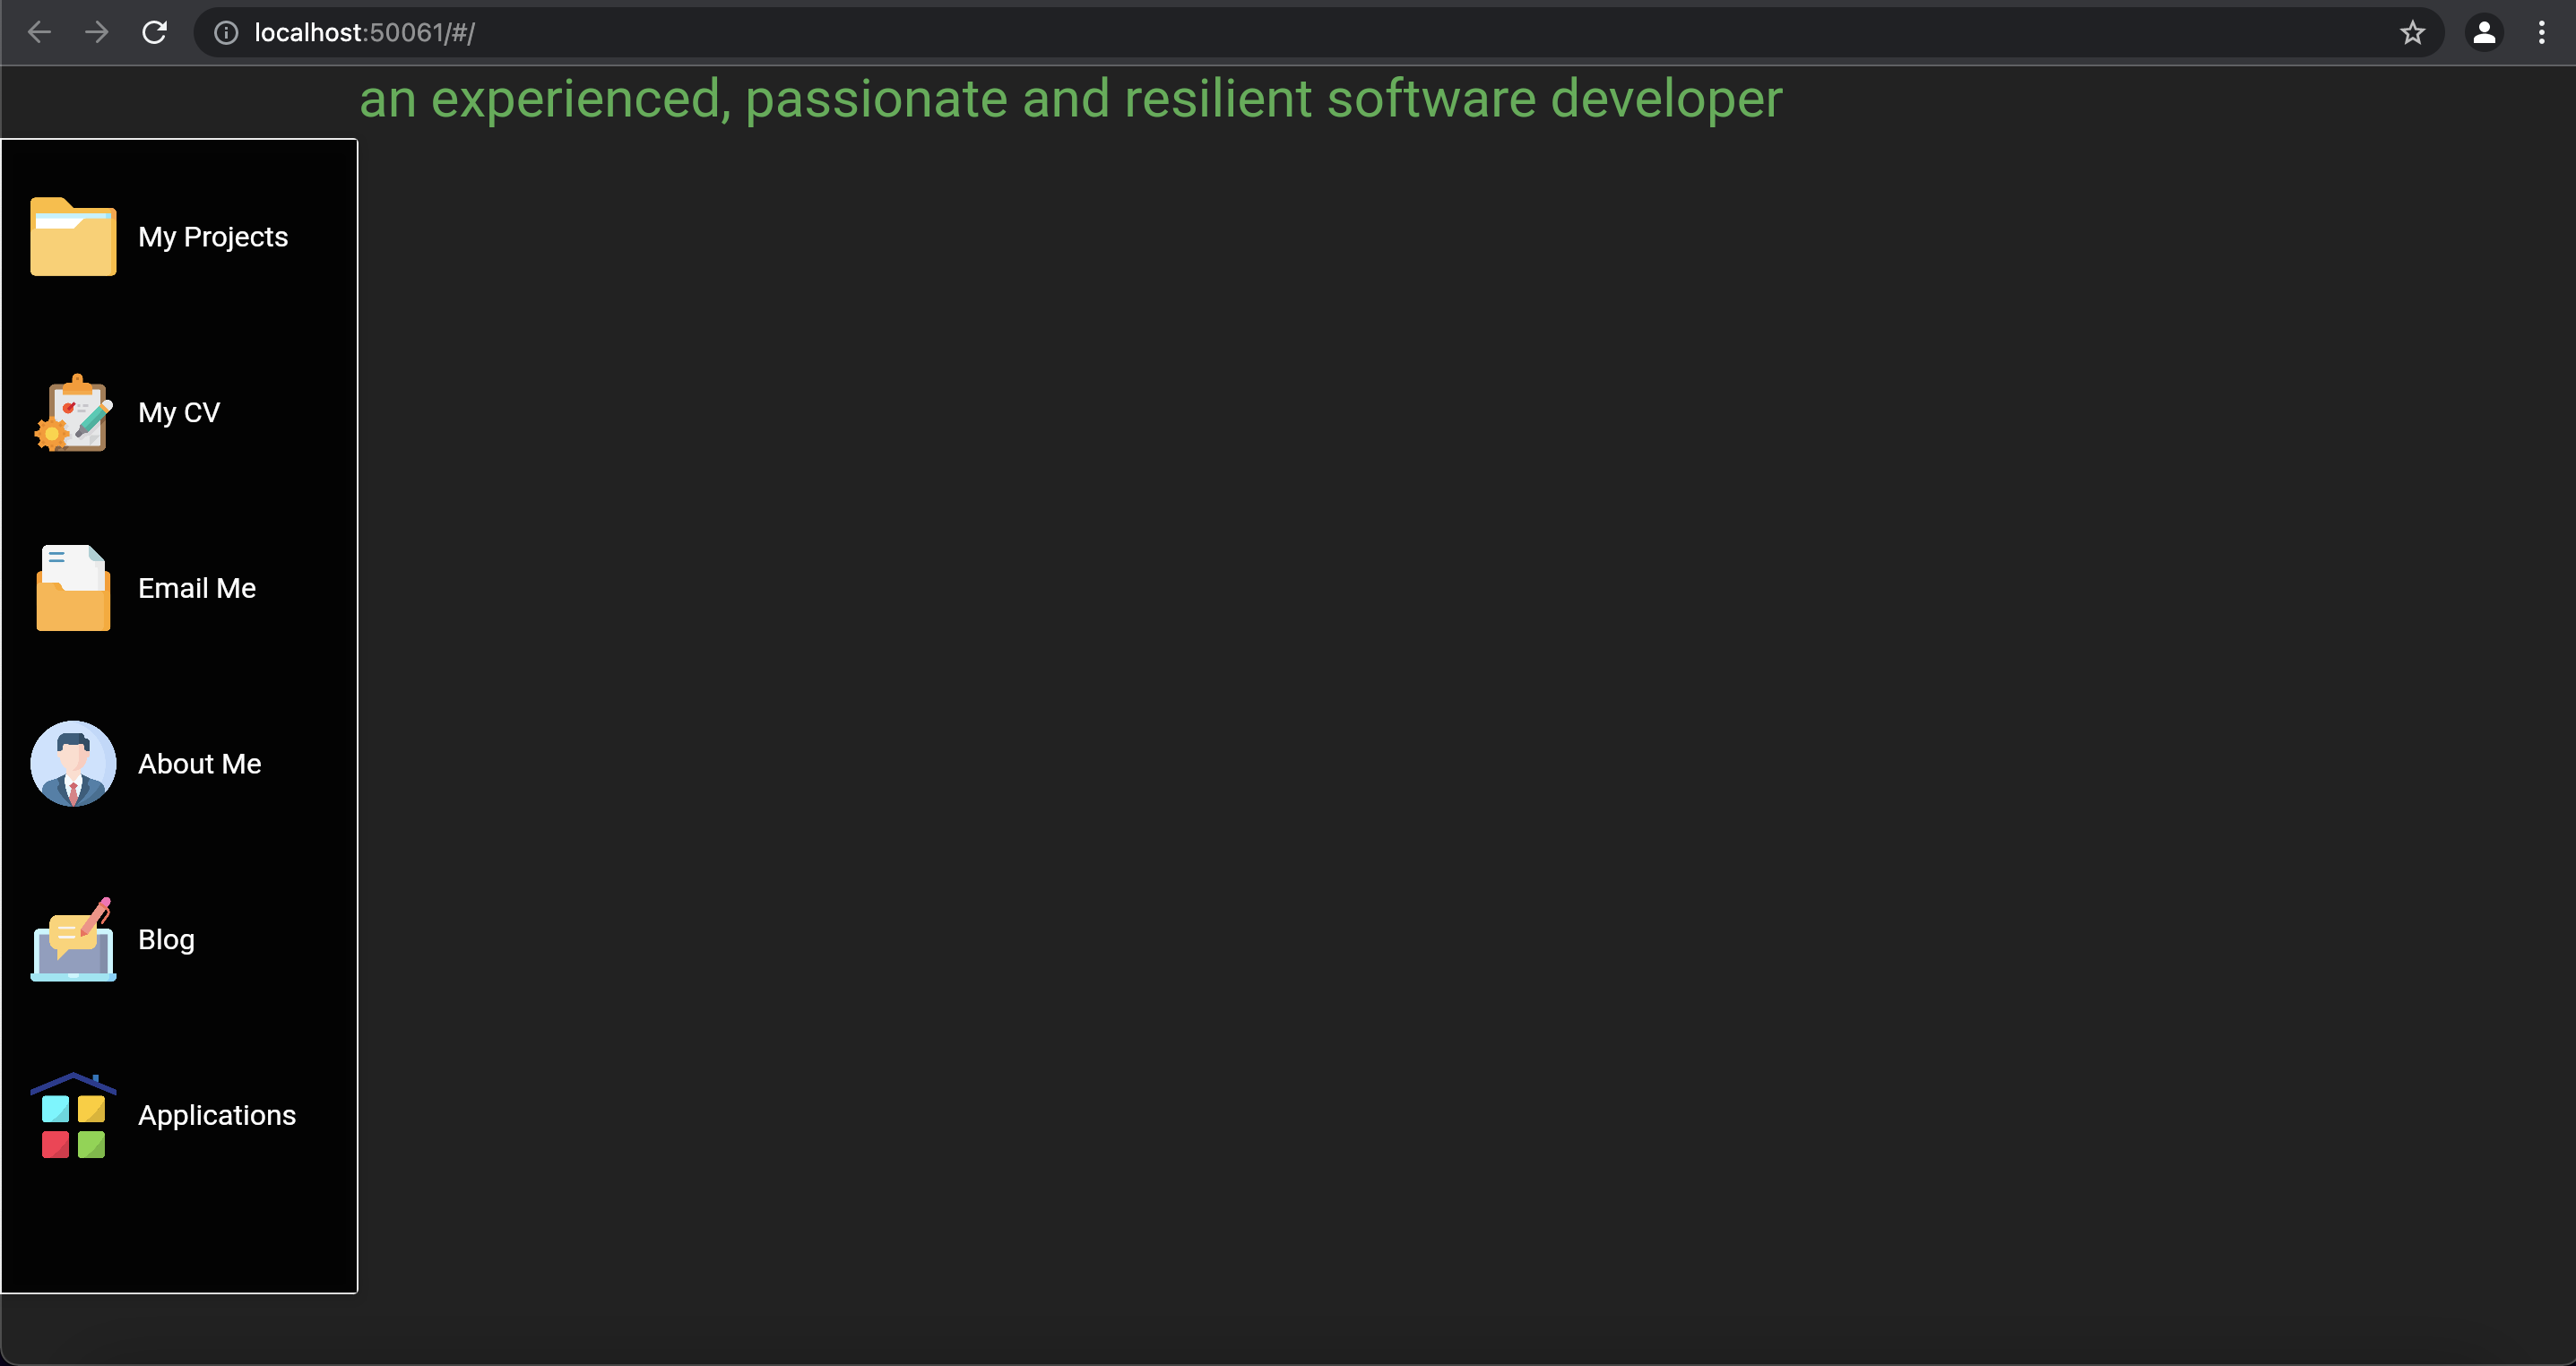 localhost:50061/#/
an experienced, passionate and resilient software developer
My Projects
My CV
Email Me
About Me
Blog
Applications